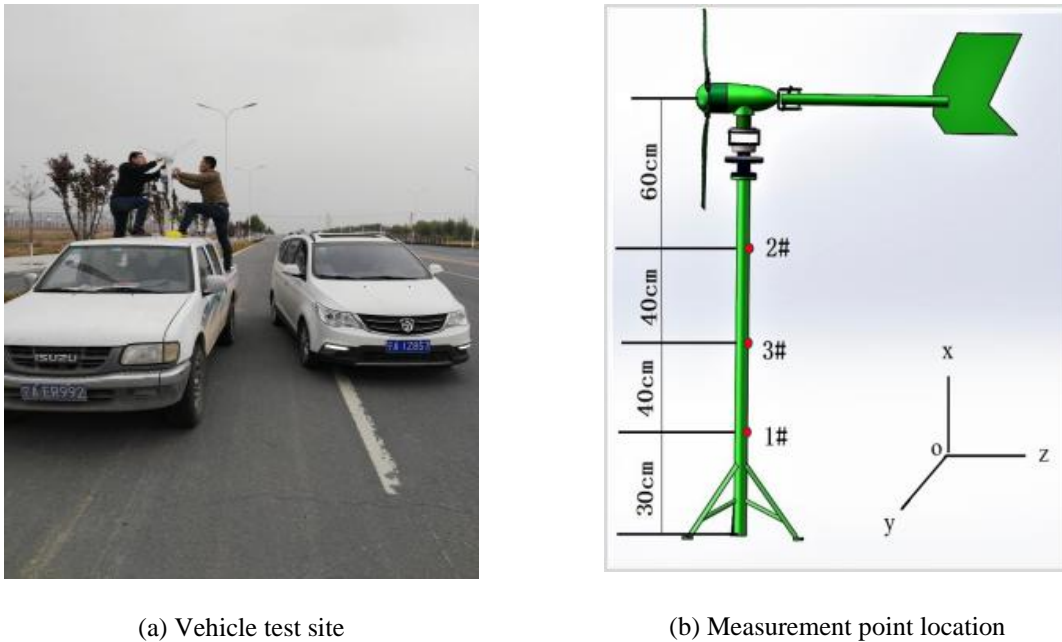 ISUZU
60cm
2#
40cm
3#
40cm
1#
30cm
x
o
z
y
(a) Vehicle test site
(b) Measurement point location